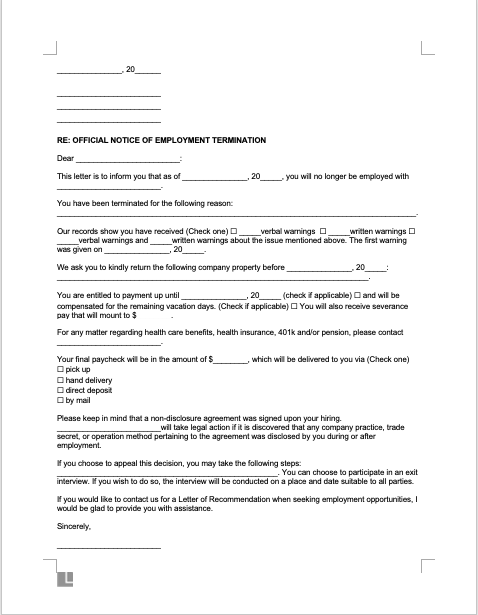 _______________, 20______
________________________
________________________
________________________
RE: OFFICIAL NOTICE OF EMPLOYMENT TERMINATION
Dear ________________________:
This letter is to inform you that as of _______________, 20_____, you will no longer be employed with
________________________.
You have been terminated for the following reason:
___________________________________________________________________________________.
Our records show you have received (Check one) ☐ _____verbal warnings ☐ _____written warnings ☐
_____verbal warnings and _____written warnings about the issue mentioned above. The first warning
was given on _______________, 20_____.
We ask you to kindly return the following company property before _______________, 20_____:
________________________________________________________________________.
You are entitled to payment up until _______________, 20_____ (check if applicable) ☐ and will be
compensated for the remaining vacation days. (Check if applicable) ☐ You will also receive severance
pay that will mount to $________.
For any matter regarding health care benefits, health insurance, 401k and/or pension, please contact
________________________.
Your final paycheck will be in the amount of $________, which will be delivered to you via (Check one)
☐ pick up
☐ hand delivery
☐ direct deposit
☐ by mail
Please keep in mind that a non-disclosure agreement was signed upon your hiring.
________________________will take legal action if it is discovered that any company practice, trade
secret, or operation method pertaining to the agreement was disclosed by you during or after
employment.
If you choose to appeal this decision, you may take the following steps:
___________________________________________________. You can choose to participate in an exit
interview. If you wish to do so, the interview will be conducted on a place and date suitable to all parties.
If you would like to contact us for a Letter of Recommendation when seeking employment opportunities, I
would be glad to provide you with assistance.
Sincerely,
________________________